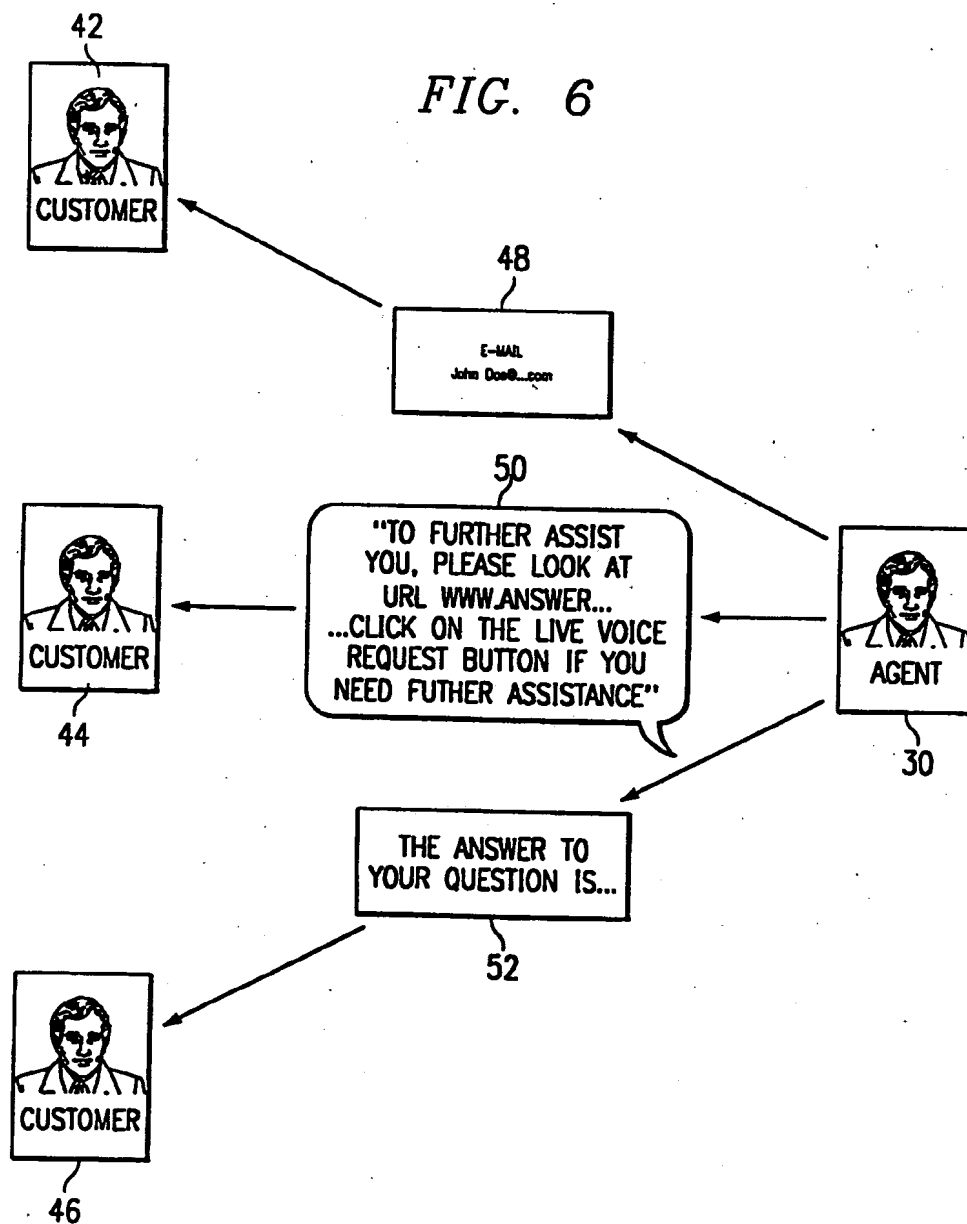 42
FIG. 6
CUSTOMER
48
E-MAIL
John Doe@...com
50
"TO FURTHER ASSIST
YOU, PLEASE LOOK AT
URL WWW.ANSWER...
...CLICK ON THE LIVE VOICE
REQUEST BUTTON IF YOU
NEED FUTHER ASSISTANCE"
CUSTOMER
44
AGENT
30
THE ANSWER TO
YOUR QUESTION IS...
52
CUSTOMER
46